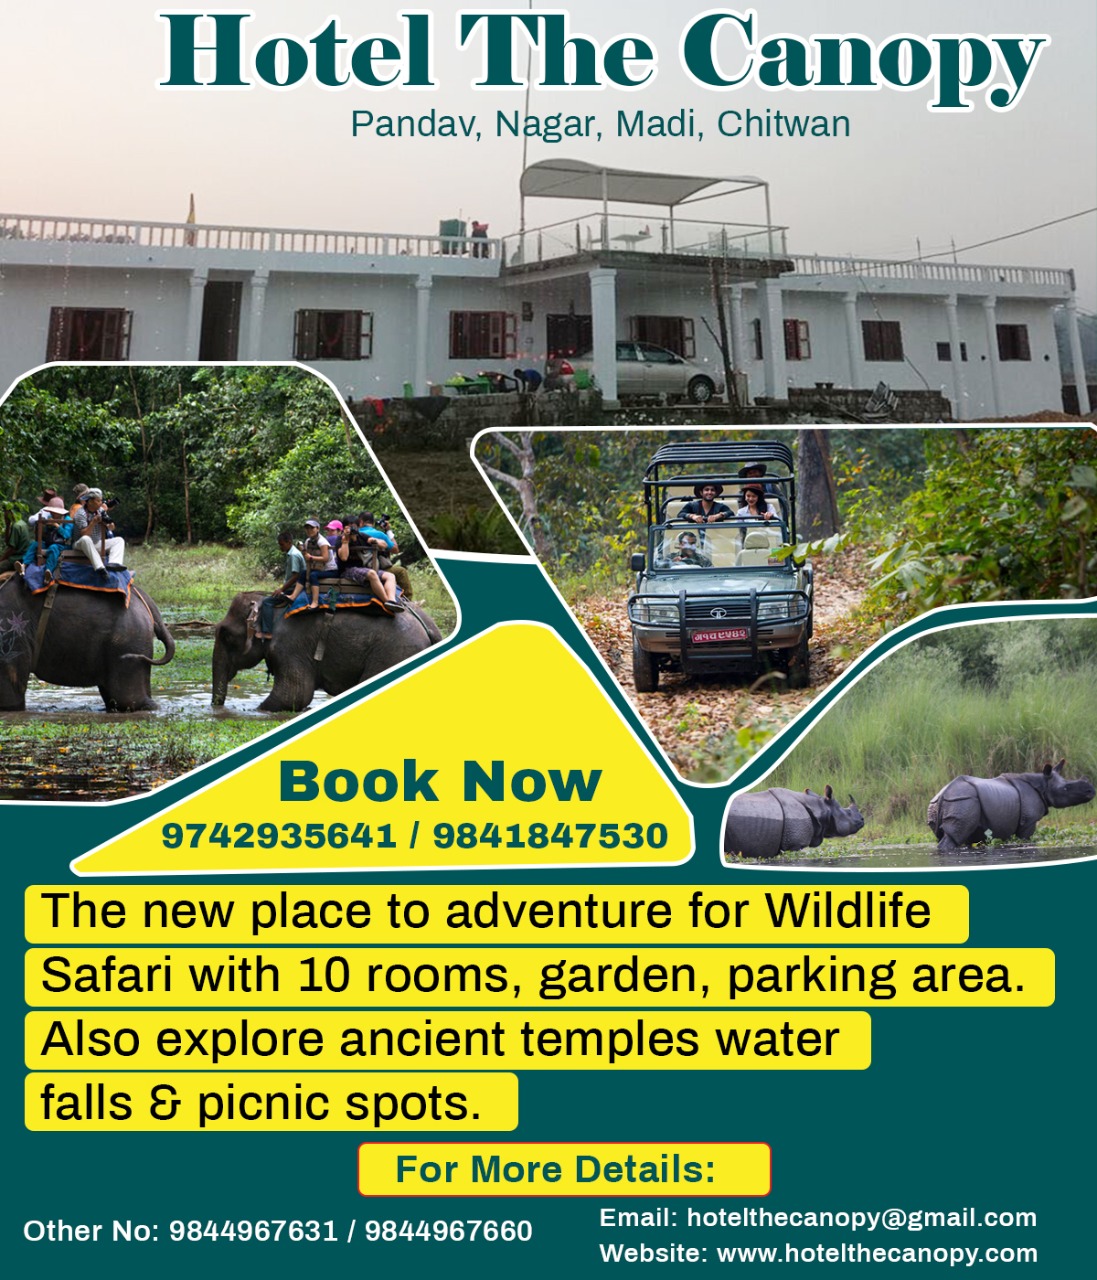 Hotel The Canopy
Pandav, Nagar, Madi, Chitwan
Book Now
9742935641 / 9841847530
The new place to adventure for Wildlife
Safari with 10 rooms, garden, parking area.
Also explore ancient temples water
falls & picnic spots.
For More Details:
Other No: 9844967631 / 9844967660
Email: hotelthecanopy@gmail.com
Website: www.hotelthecanopy.com